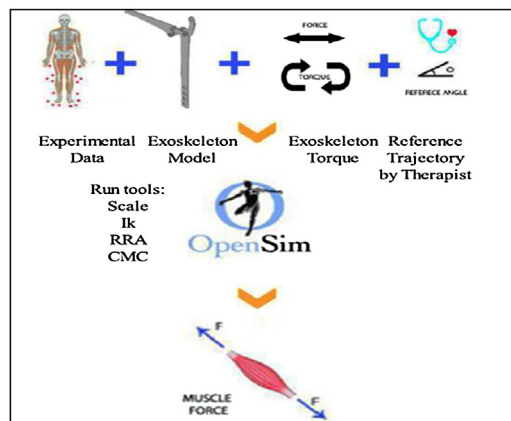 FORCE
TORQUE
REFERECE ANGLE
Experimental
Data
Exoskeleton
Model
Exoskeleton
Torque
Reference
Trajectory
by Therapist
Run tools:
Scale
Ik
RRA
CMC
OpenSim
F
MUSCLE
FORCE
F